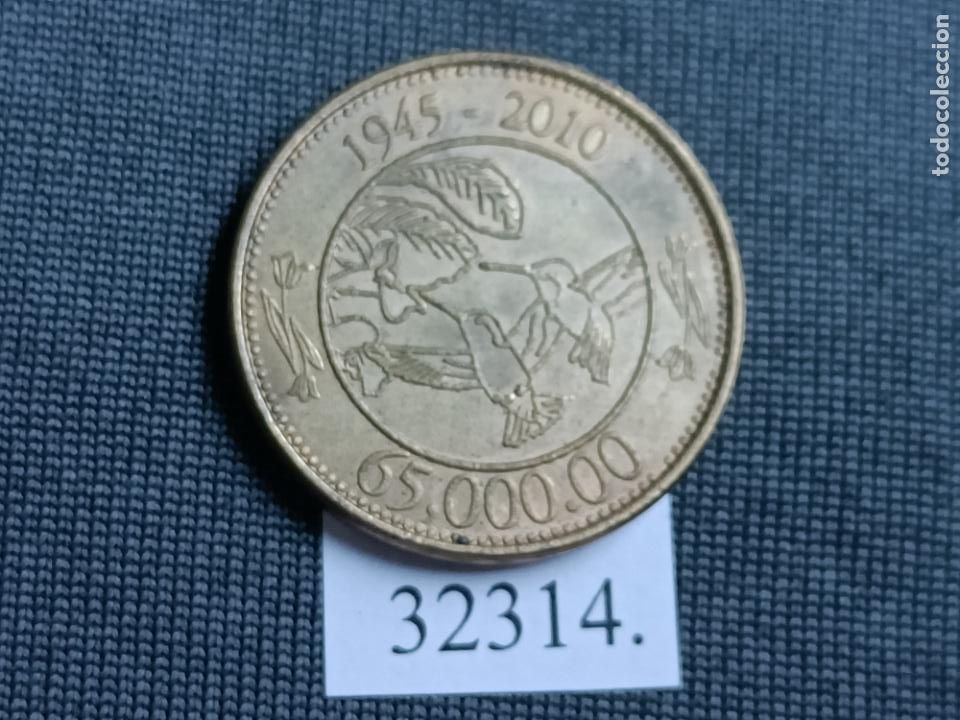 1945 - 2010
65.000.00
32314.
todocoleccion